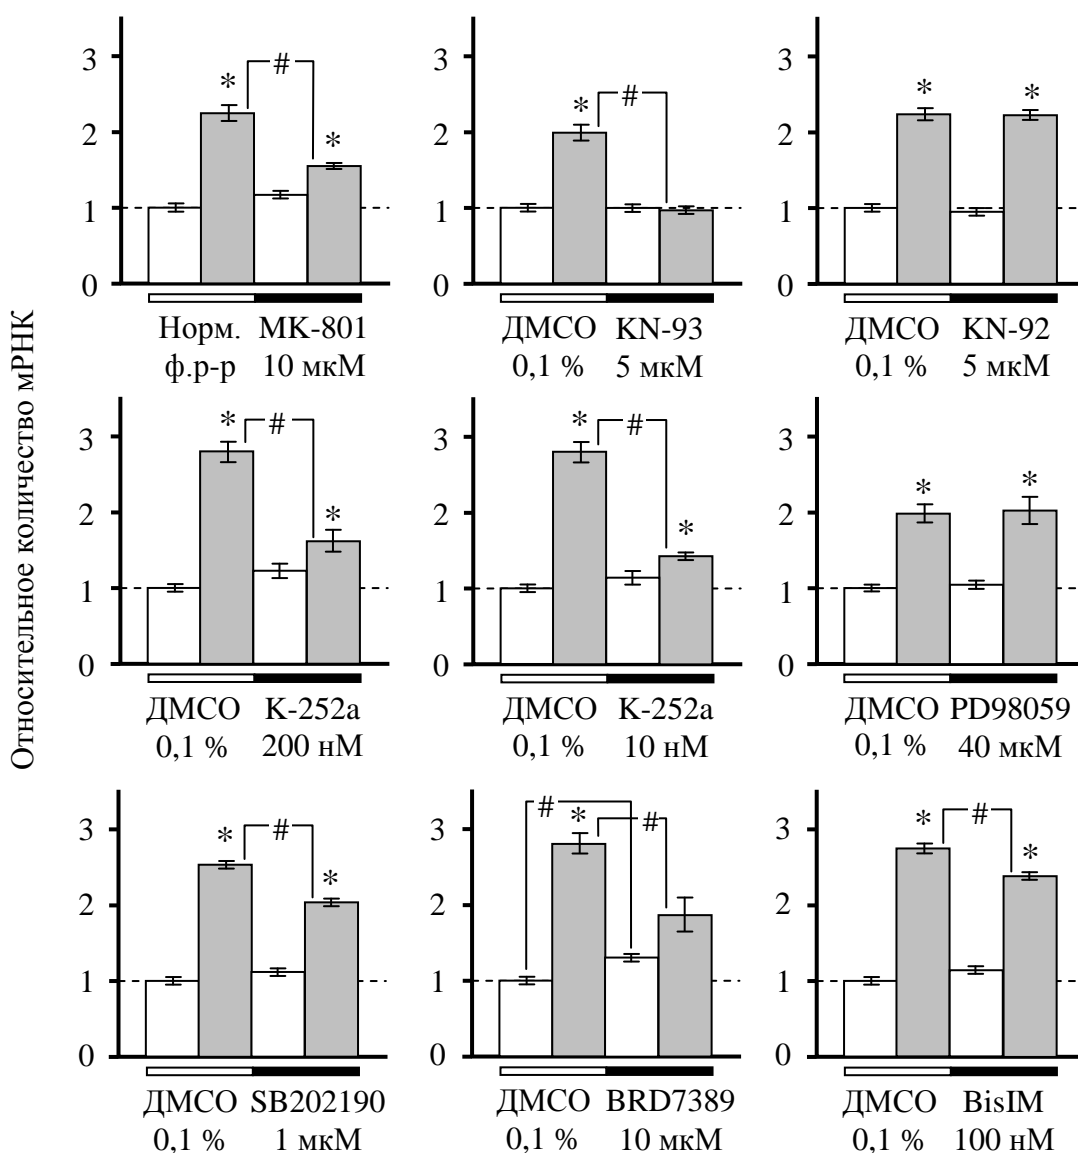 Относительное количество мРНК
3
2
1
0
* # *
Норм. MK-801
ф.р-р 10 мкМ
3
2
1
0
* #
ДМСО KN-93
0,1 % 5 мкМ
3
2
1
0
* *
ДМСО KN-92
0,1 % 5 мкМ
3
2
1
0
* # *
ДМСО K-252a
0,1 % 200 нМ
3
2
1
0
* # *
ДМСО K-252a
0,1 % 10 нМ
3
2
1
0
* *
ДМСО PD98059
0,1 % 40 мкМ
3
2
1
0
* # *
ДМСО SB202190
0,1 % 1 мкМ
3
2
1
0
# * #
ДМСО BRD7389
0,1 % 10 мкМ
3
2
1
0
* # *
ДМСО BisIM
0,1 % 100 нМ